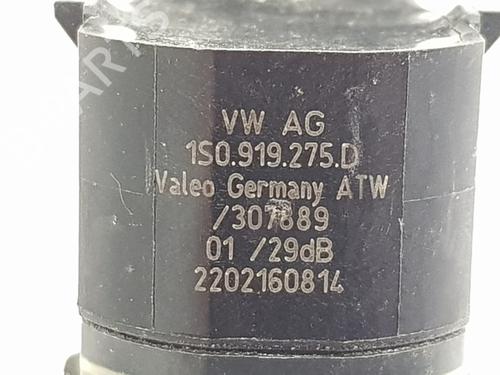 VW AG
1S0.919.275.D
Valeo Germany ATW
/307889
01 /29dB
2202160814